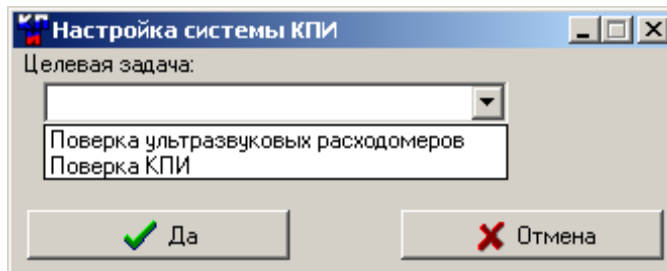 КПИ Настройка системы КПИ
Целевая задача:
Поверка ультразвуковых расходомеров
Поверка КПИ
Да
Отмена